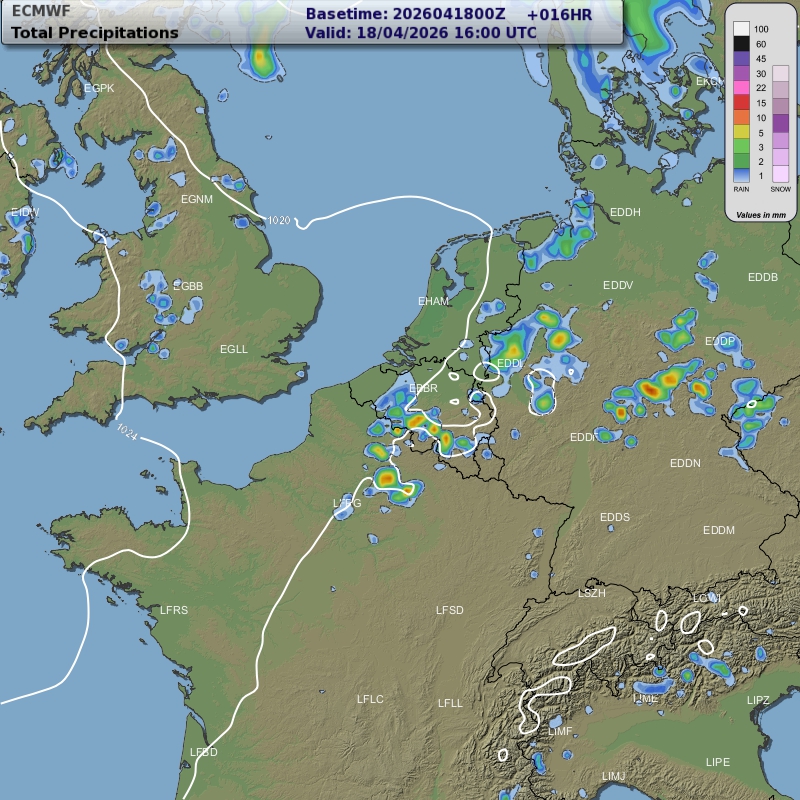 ECMWF
Basetime: 2026041800Z +016HR
Total Precipitations
Valid: 18/04/2026 16:00 UTC
100
60
45
30
22
15
10
5
3
2
1
RAIN SNOW
Values in mm
EGPK
EIDW
EGNM
1020
EDDH
EGBB
EHAM
EDDV
EDDB
EGLL
EDDL
EDDP
EBBR
1024
EDDN
EDDS
EDDM
LSZH
LFRS
LFSD
LFLC
LFLL
LIME
LIPZ
LFBD
LIMF
LIPE
LIMJ